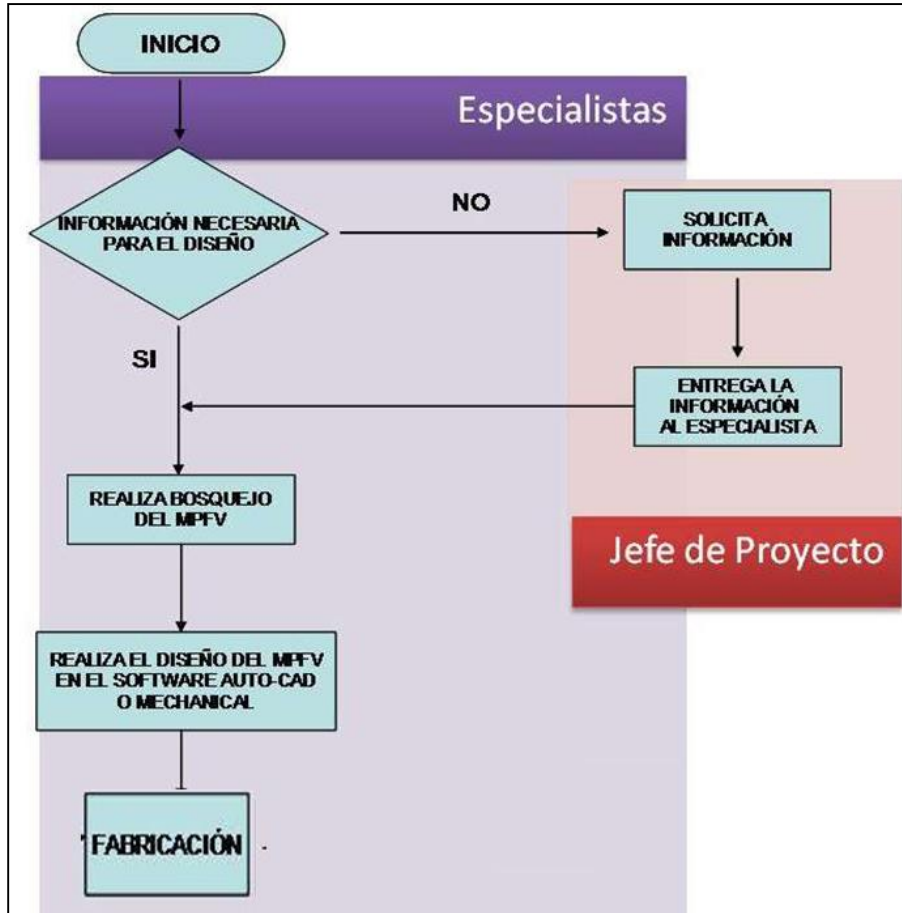 INICIO
Especialistas
INFORMACIÓN NECESARIA
PARA EL DISEÑO
NO
SOLICITA
INFORMACIÓN
SI
ENTREGA LA
INFORMACIÓN
AL ESPECIALISTA
REALIZA BOSQUEJO
DEL MPFV
Jefe de Proyecto
REALIZA EL DISEÑO DEL MPFV
EN EL SOFTWARE AUTO-CAD
O MECHANICAL
FABRICACIÓN